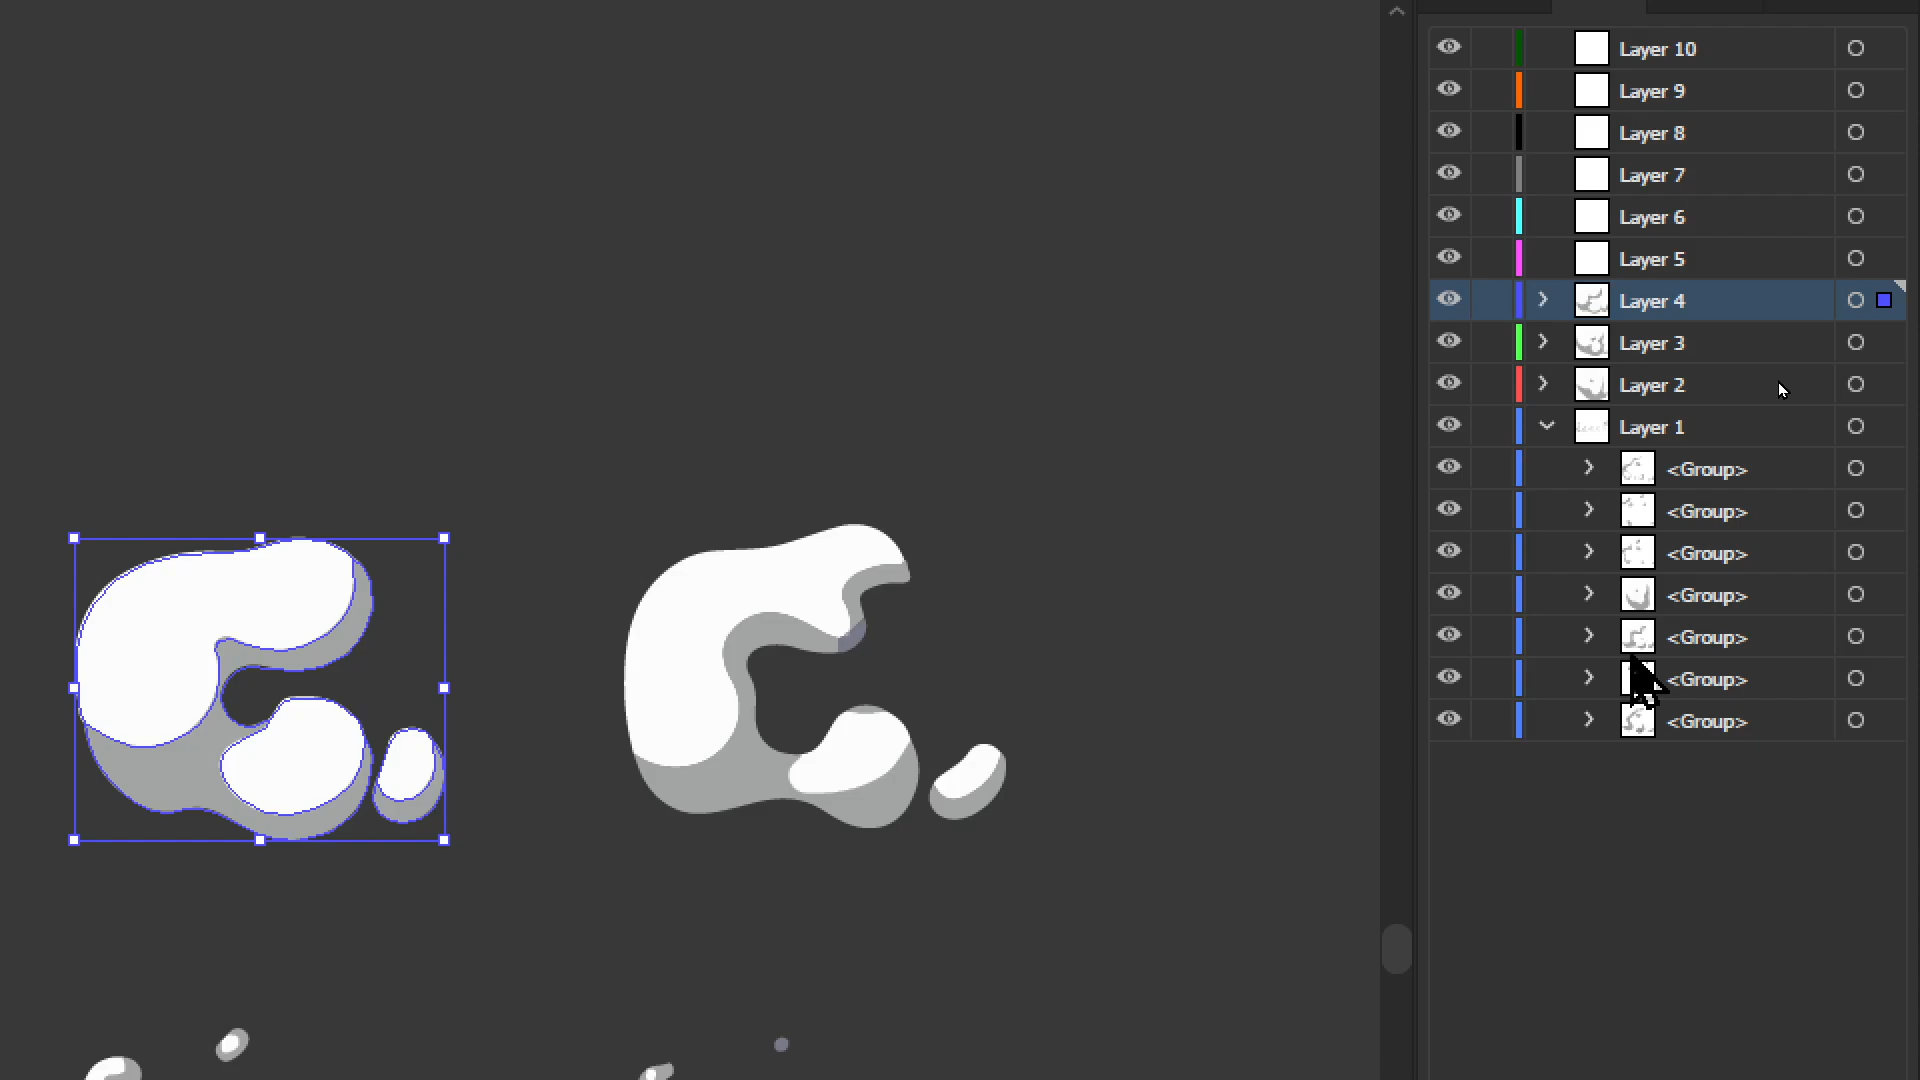 Layer 10
Layer 9
Layer 8
Layer 7
Layer 6
Layer 5
Layer 4
Layer 3
Layer 2
Layer 1
<Group>
<Group>
<Group>
<Group>
<Group>
<Group>
<Group>